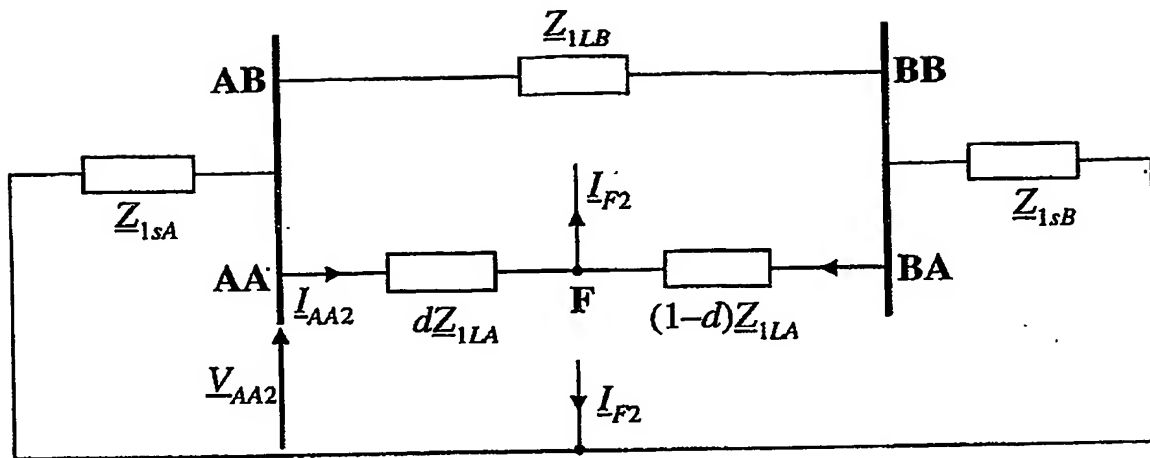 Z1LB
AB
BB
Z1sA
IF2
Z1sB
AA
IAA2
dZ1LA
F
(1–d)Z1LA
BA
VAA2
IF2